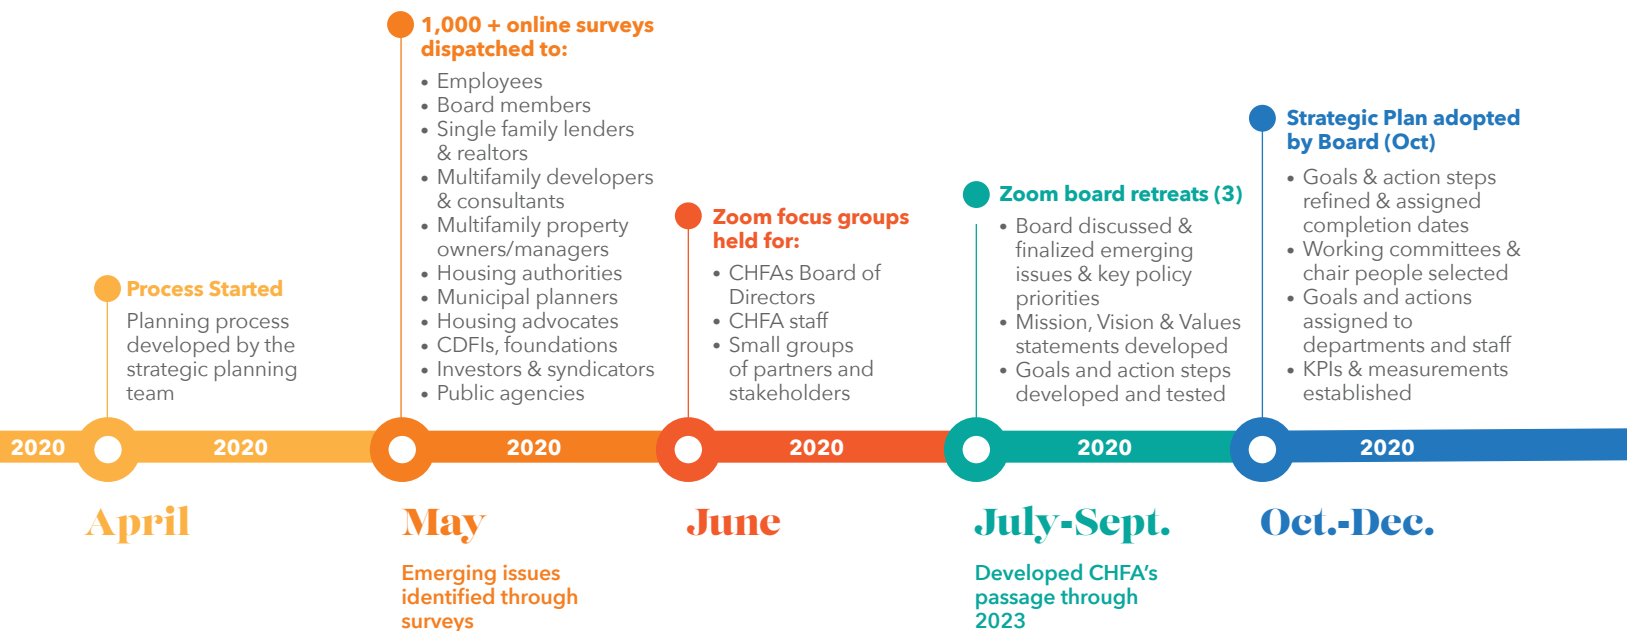 Process Started
Planning process
developed by the
strategic planning
team
1,000 + online surveys
dispatched to:
• Employees
• Board members
• Single family lenders
& realtors
• Multifamily developers
& consultants
• Multifamily property
owners/managers
• Housing authorities
• Municipal planners
• Housing advocates
• CDFIs, foundations
• Investors & syndicators
• Public agencies
Zoom focus groups
held for:
• CHFAs Board of
Directors
• CHFA staff
• Small groups
of partners and
stakeholders
Zoom board retreats (3)
• Board discussed &
finalized emerging
issues & key policy
priorities
• Mission, Vision & Values
statements developed
• Goals and action steps
developed and tested
Strategic Plan adopted
by Board (Oct)
• Goals & action steps
refined & assigned
completion dates
• Working committees &
chair people selected
• Goals and actions
assigned to
departments and staff
• KPIs & measurements
established
2020
2020
2020
2020
2020
2020
April
May
Emerging issues
identified through
surveys
June
July-Sept.
Developed CHFA’s
passage through
2023
Oct.-Dec.